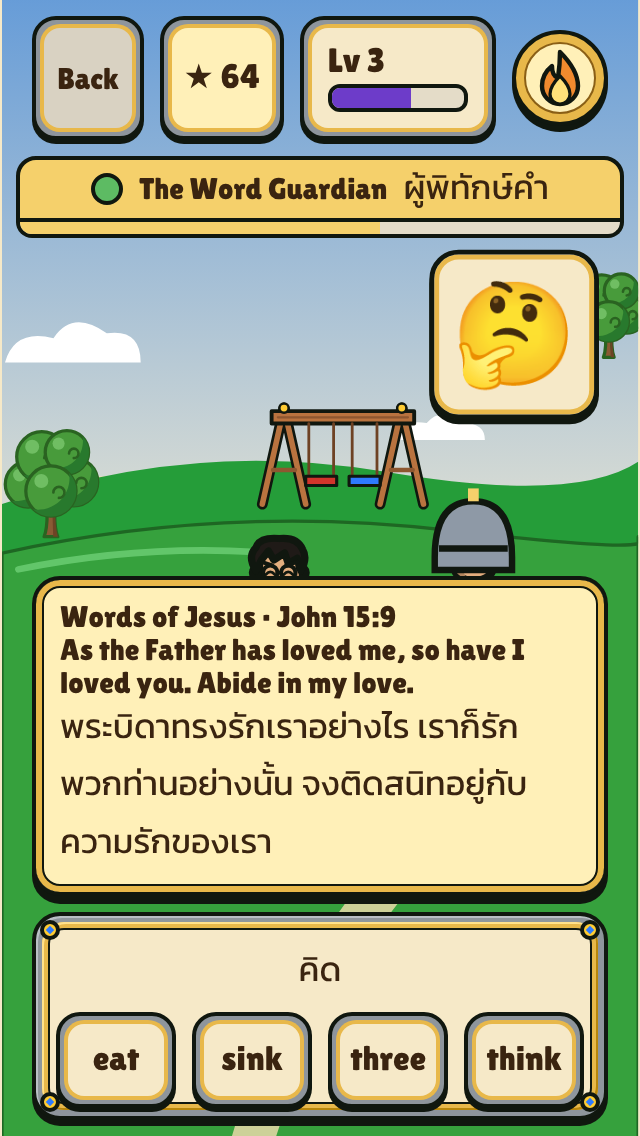 Back
★ 64
Lv 3
The Word Guardian ผู้พิทักษ์คำ
Words of Jesus · John 15:9
As the Father has loved me, so have I
loved you. Abide in my love.
พระบิดาทรงรักเราอย่างไร เราก็รัก
พวกท่านอย่างนั้น จงติดสนิทอยู่กับ
ความรักของเรา
คิด
eat
sink
three
think